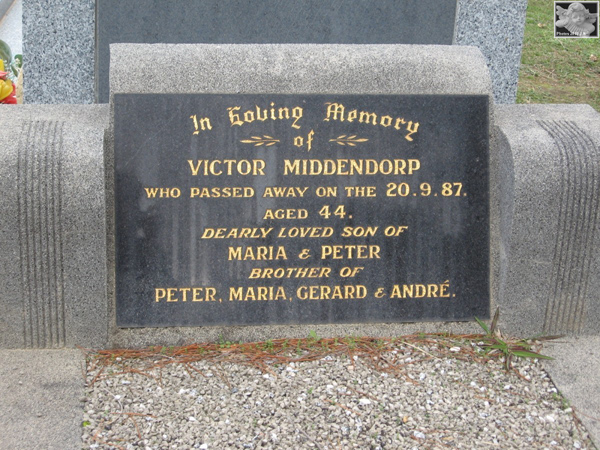 In Loving Memory
of
VICTOR MIDDENDORP
WHO PASSED AWAY ON THE 20.9.87.
AGED 44.
DEARLY LOVED SON OF
MARIA & PETER
BROTHER OF
PETER, MARIA, GERARD & ANDRÉ.